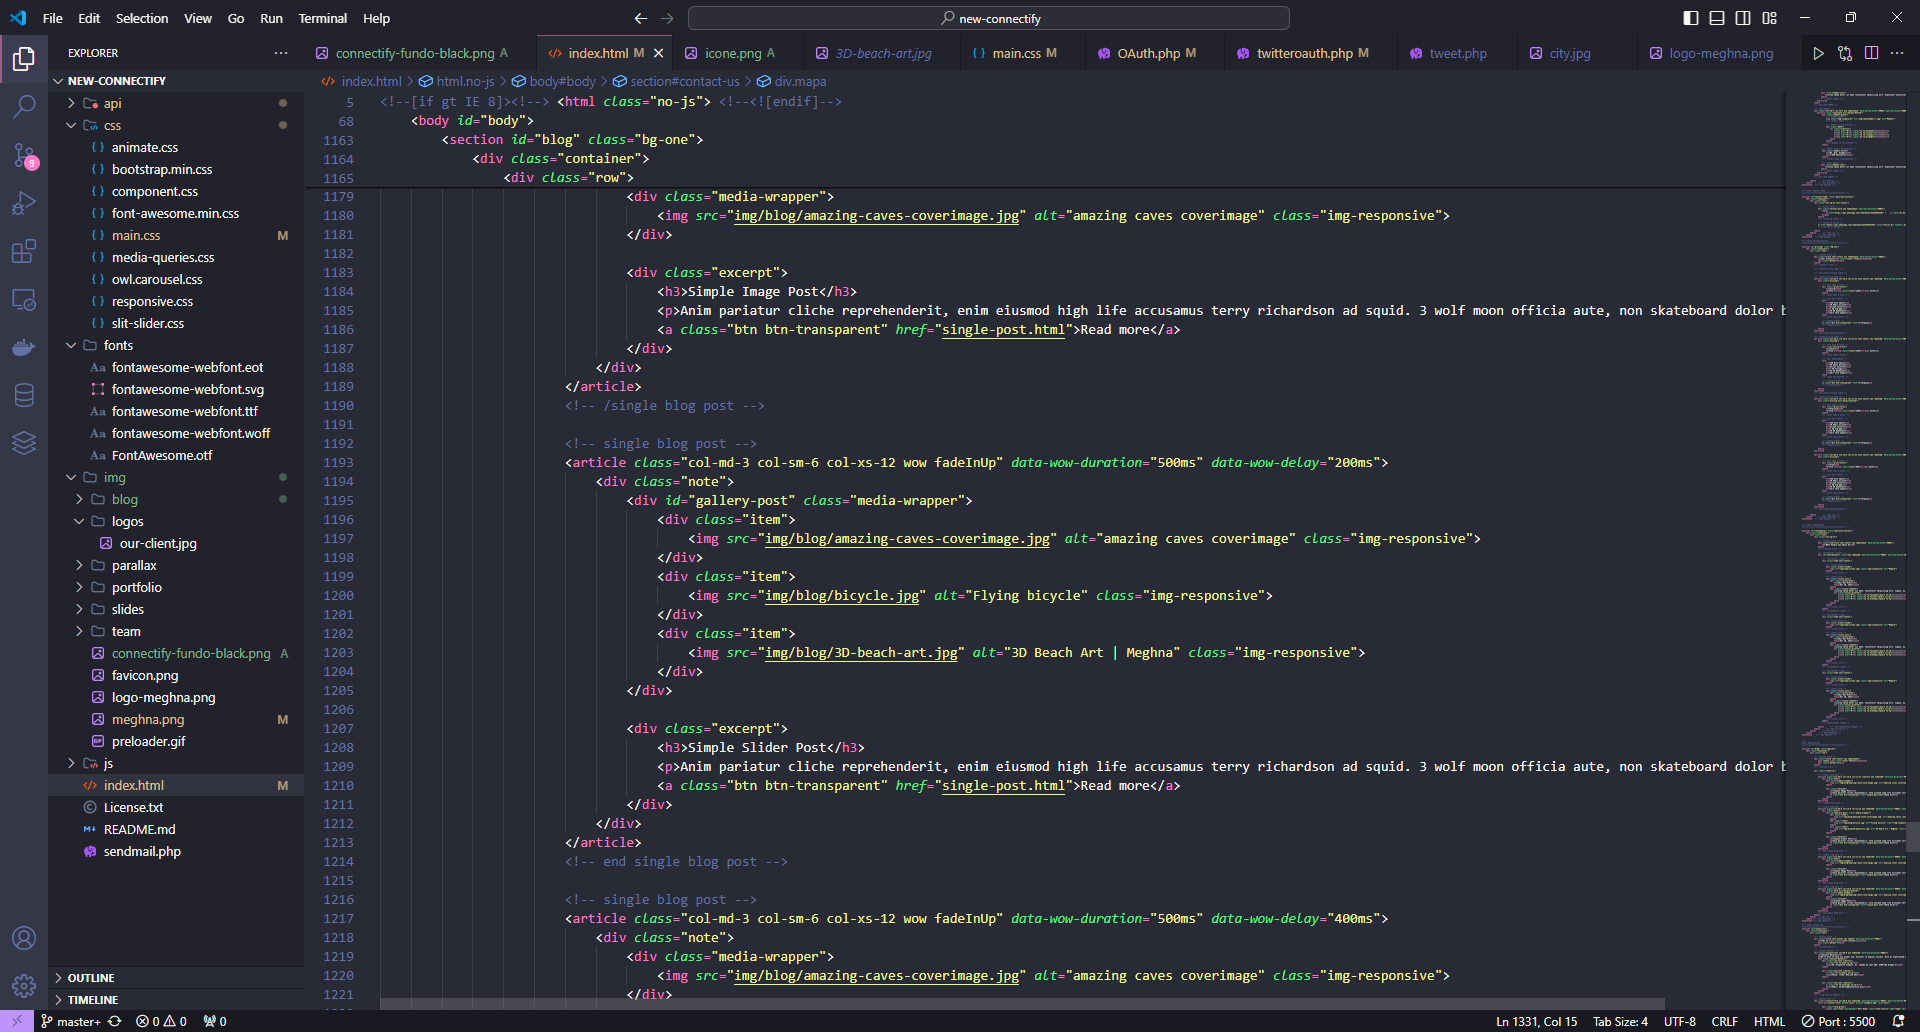 File Edit Selection View Go Run Terminal Help
new-connectify
EXPLORER
NEW-CONNECTIFY
api
css
animate.css
bootstrap.min.css
component.css
font-awesome.min.css
main.css M
media-queries.css
owl.carousel.css
responsive.css
slit-slider.css
fonts
fontawesome-webfont.eot
fontawesome-webfont.svg
fontawesome-webfont.ttf
fontawesome-webfont.woff
FontAwesome.otf
img
blog
logos
our-client.jpg
parallax
portfolio
slides
team
connectify-fundo-black.png A
favicon.png
logo-meghna.png
meghna.png M
preloader.gif
js
index.html M
License.txt
README.md
sendmail.php
OUTLINE
TIMELINE
9
connectify-fundo-black.png A index.html M icone.png A 3D-beach-art.jpg main.css M OAuth.php M twitteroauth.php M tweet.php city.jpg logo-meghna.png
index.html > html.no-js > body#body > section#contact-us > div.mapa
5 <!--[if gt IE 8]><!--> <html class="no-js"> <!--<![endif]-->
68 <body id="body">
1163 <section id="blog" class="bg-one">
1164 <div class="container">
1165 <div class="row">
1179 <div class="media-wrapper">
1180 <img src="img/blog/amazing-caves-coverimage.jpg" alt="amazing caves coverimage" class="img-responsive">
1181 </div>
1182
1183 <div class="excerpt">
1184 <h3>Simple Image Post</h3>
1185 <p>Anim pariatur cliche reprehenderit, enim eiusmod high life accusamus terry richardson ad squid. 3 wolf moon officia aute, non skateboard dolor b
1186 <a class="btn btn-transparent" href="single-post.html">Read more</a>
1187 </div>
1188 </div>
1189 </article>
1190 <!-- /single blog post -->
1191
1192 <!-- single blog post -->
1193 <article class="col-md-3 col-sm-6 col-xs-12 wow fadeInUp" data-wow-duration="500ms" data-wow-delay="200ms">
1194 <div class="note">
1195 <div id="gallery-post" class="media-wrapper">
1196 <div class="item">
1197 <img src="img/blog/amazing-caves-coverimage.jpg" alt="amazing caves coverimage" class="img-responsive">
1198 </div>
1199 <div class="item">
1200 <img src="img/blog/bicycle.jpg" alt="Flying bicycle" class="img-responsive">
1201 </div>
1202 <div class="item">
1203 <img src="img/blog/3D-beach-art.jpg" alt="3D Beach Art | Meghna" class="img-responsive">
1204 </div>
1205 </div>
1206
1207 <div class="excerpt">
1208 <h3>Simple Slider Post</h3>
1209 <p>Anim pariatur cliche reprehenderit, enim eiusmod high life accusamus terry richardson ad squid. 3 wolf moon officia aute, non skateboard dolor b
1210 <a class="btn btn-transparent" href="single-post.html">Read more</a>
1211 </div>
1212 </div>
1213 </article>
1214 <!-- end single blog post -->
1215
1216 <!-- single blog post -->
1217 <article class="col-md-3 col-sm-6 col-xs-12 wow fadeInUp" data-wow-duration="500ms" data-wow-delay="400ms">
1218 <div class="note">
1219 <div class="media-wrapper">
1220 <img src="img/blog/amazing-caves-coverimage.jpg" alt="amazing caves coverimage" class="img-responsive">
1221 </div>
master+ 0 0 0 Ln 1331, Col 15 Tab Size: 4 UTF-8 CRLF HTML Port : 5500